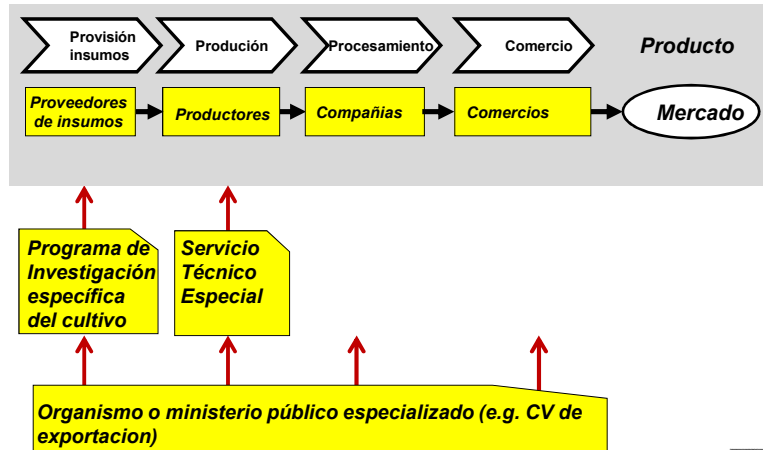 Provisión
insumos
Produción
Procesamiento
Comercio
Producto
Proveedores
de insumos
Productores
Compañias
Comercios
Mercado
Programa de
Investigación
específica
del cultivo
Servicio
Técnico
Especial
Organismo o ministerio público especializado (e.g. CV de
exportacion)